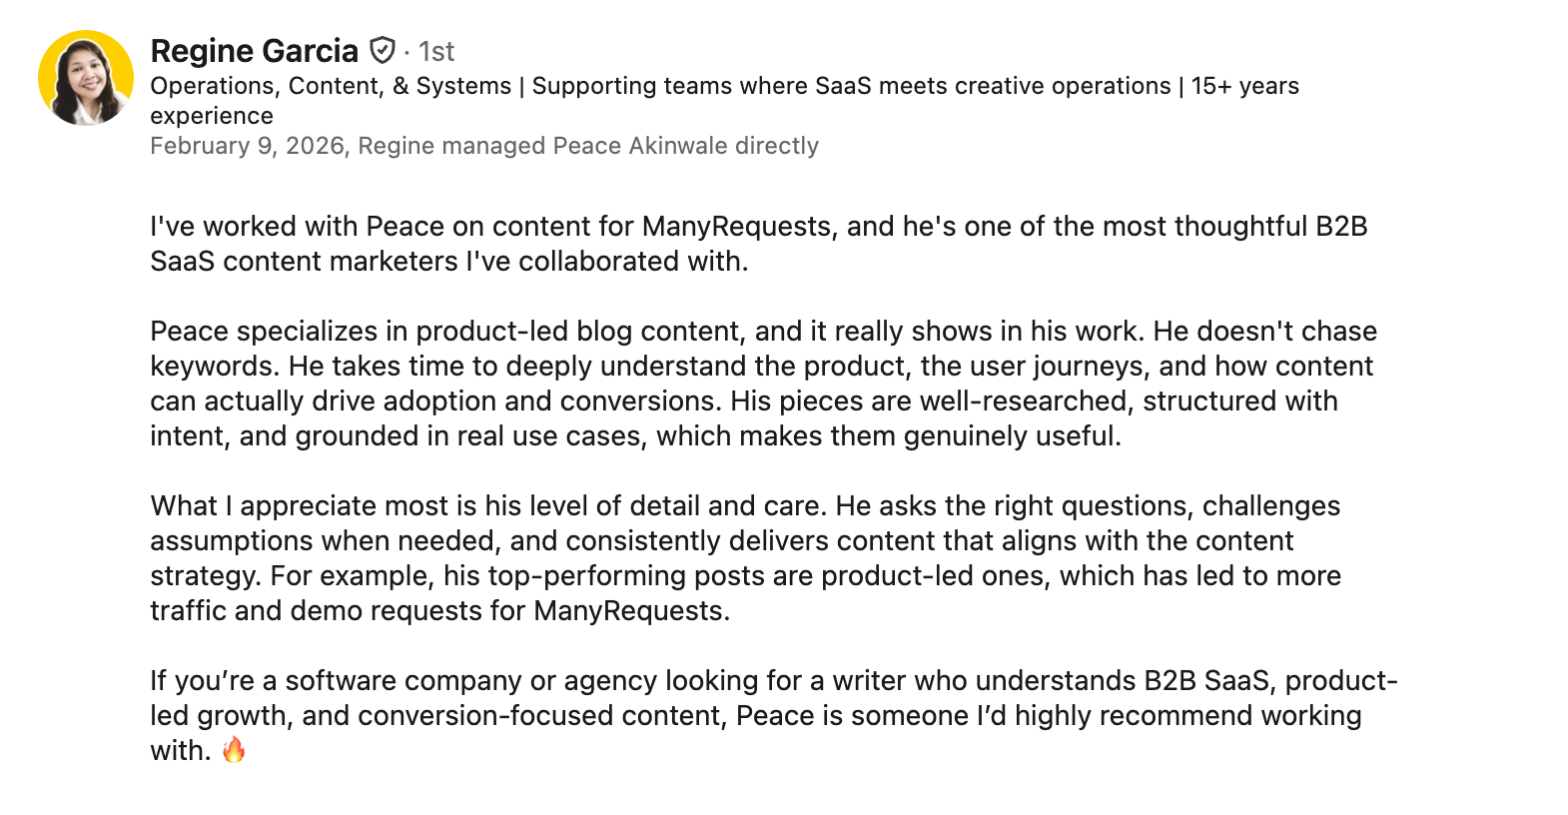 Regine Garcia · 1st
Operations, Content, & Systems | Supporting teams where SaaS meets creative operations | 15+ years
experience
February 9, 2026, Regine managed Peace Akinwale directly
I've worked with Peace on content for ManyRequests, and he's one of the most thoughtful B2B
SaaS content marketers I've collaborated with.
Peace specializes in product-led blog content, and it really shows in his work. He doesn't chase
keywords. He takes time to deeply understand the product, the user journeys, and how content
can actually drive adoption and conversions. His pieces are well-researched, structured with
intent, and grounded in real use cases, which makes them genuinely useful.
What I appreciate most is his level of detail and care. He asks the right questions, challenges
assumptions when needed, and consistently delivers content that aligns with the content
strategy. For example, his top-performing posts are product-led ones, which has led to more
traffic and demo requests for ManyRequests.
If you’re a software company or agency looking for a writer who understands B2B SaaS, product-
led growth, and conversion-focused content, Peace is someone I’d highly recommend working
with. 🔥